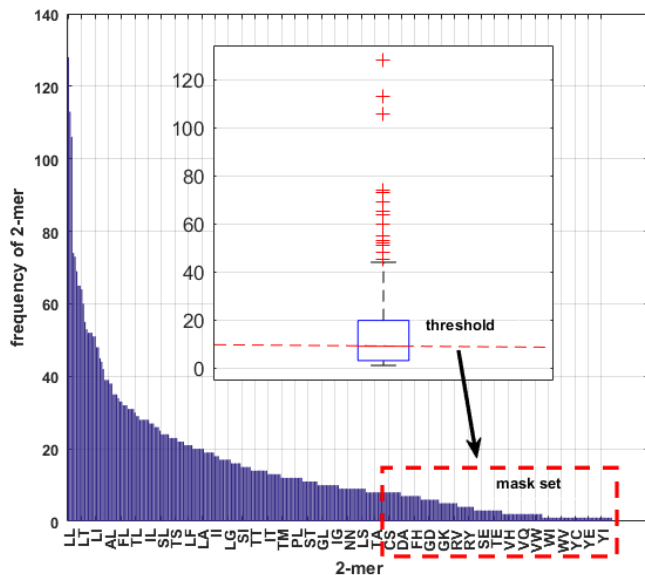 140
120
100
80
60
40
20
0
frequency of 2-mer
120
100
80
60
40
20
0
threshold
mask set
LL
LT
LI
AL
FL
TL
IL
SL
TS
LF
LA
II
LG
SI
TT
IT
TM
PL
ST
GL
IG
NN
LS
TA
CS
DA
FH
GD
GK
RV
RY
SE
TE
VH
VQ
VW
WI
WV
YC
YE
YI
2-mer